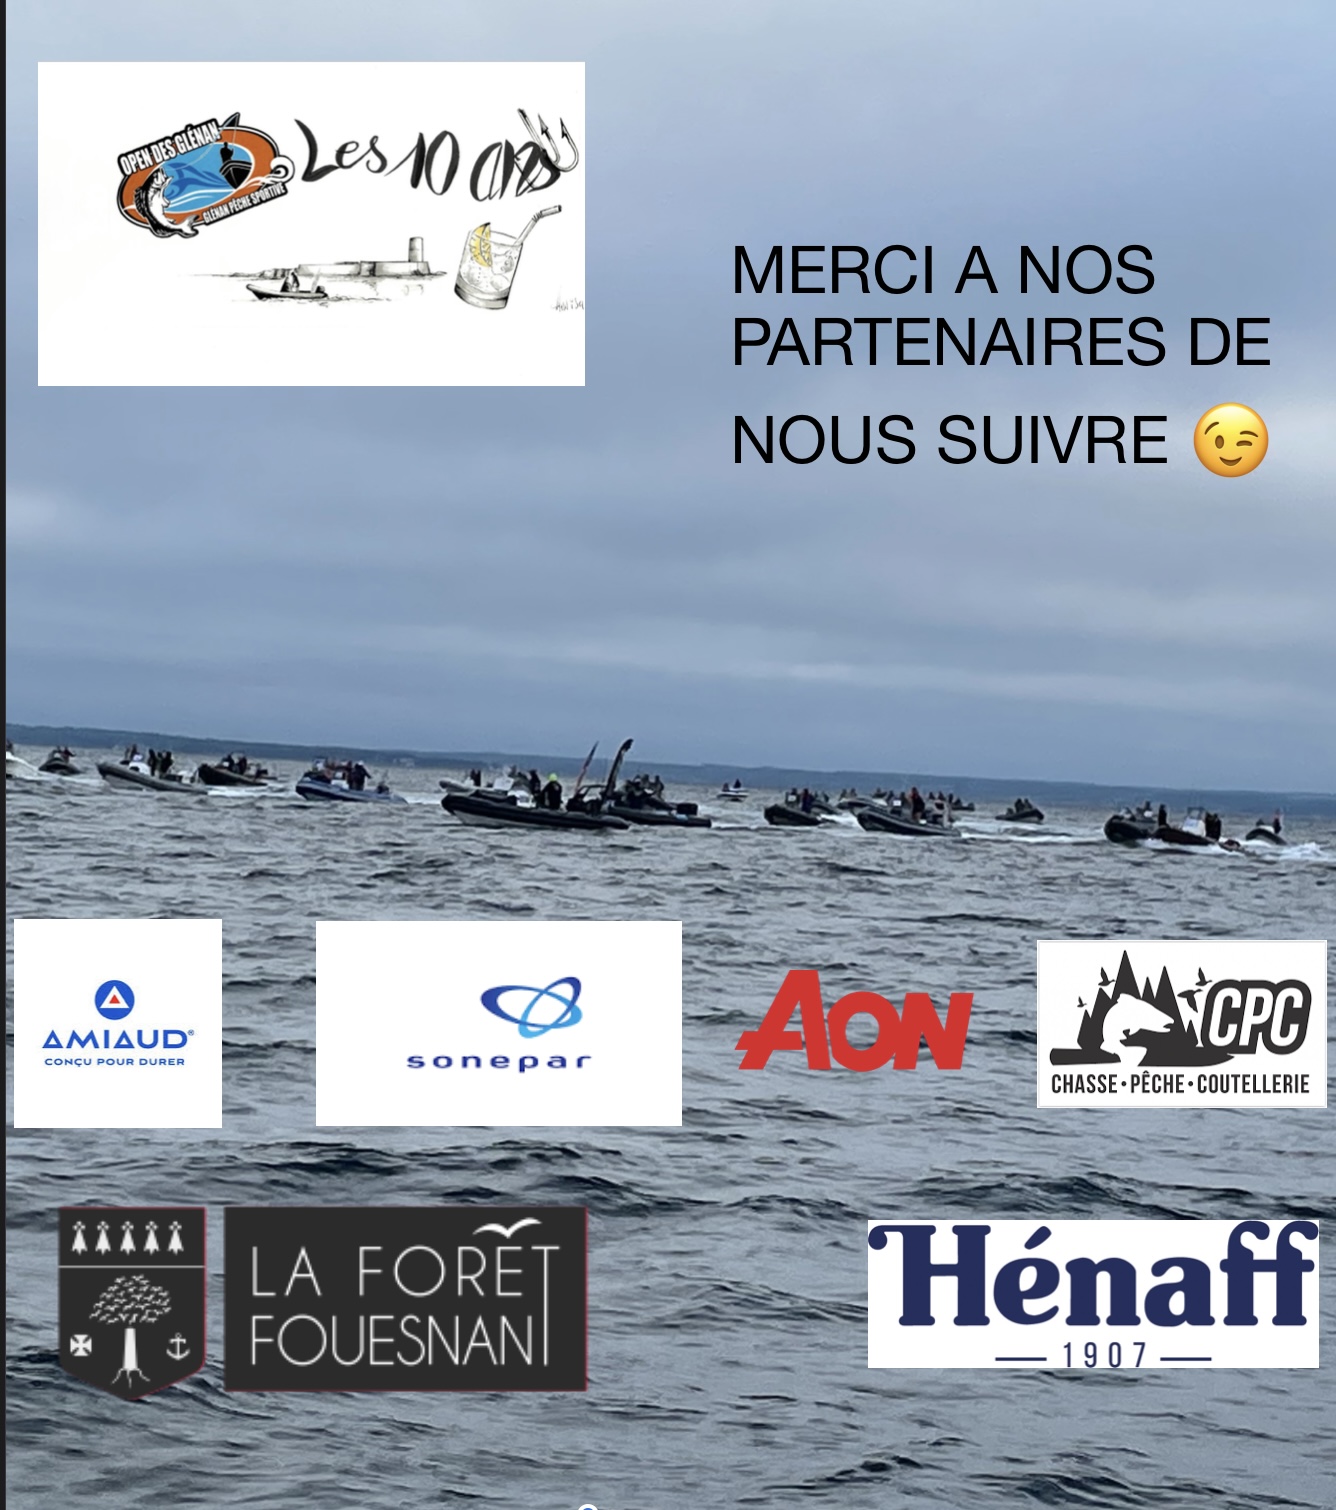 OPEN DES GLÉNAN
GLÉNAN PÊCHE SPORTIVE
Les 10 ans
MERCI A NOS
PARTENAIRES DE
NOUS SUIVRE 😉
AMIAUD®
CONÇU POUR DURER
sonepar
AON
CPC
CHASSE•PÊCHE•COUTELLERIE
LA FORÊT
FOUESNANT
Hénaff
1907